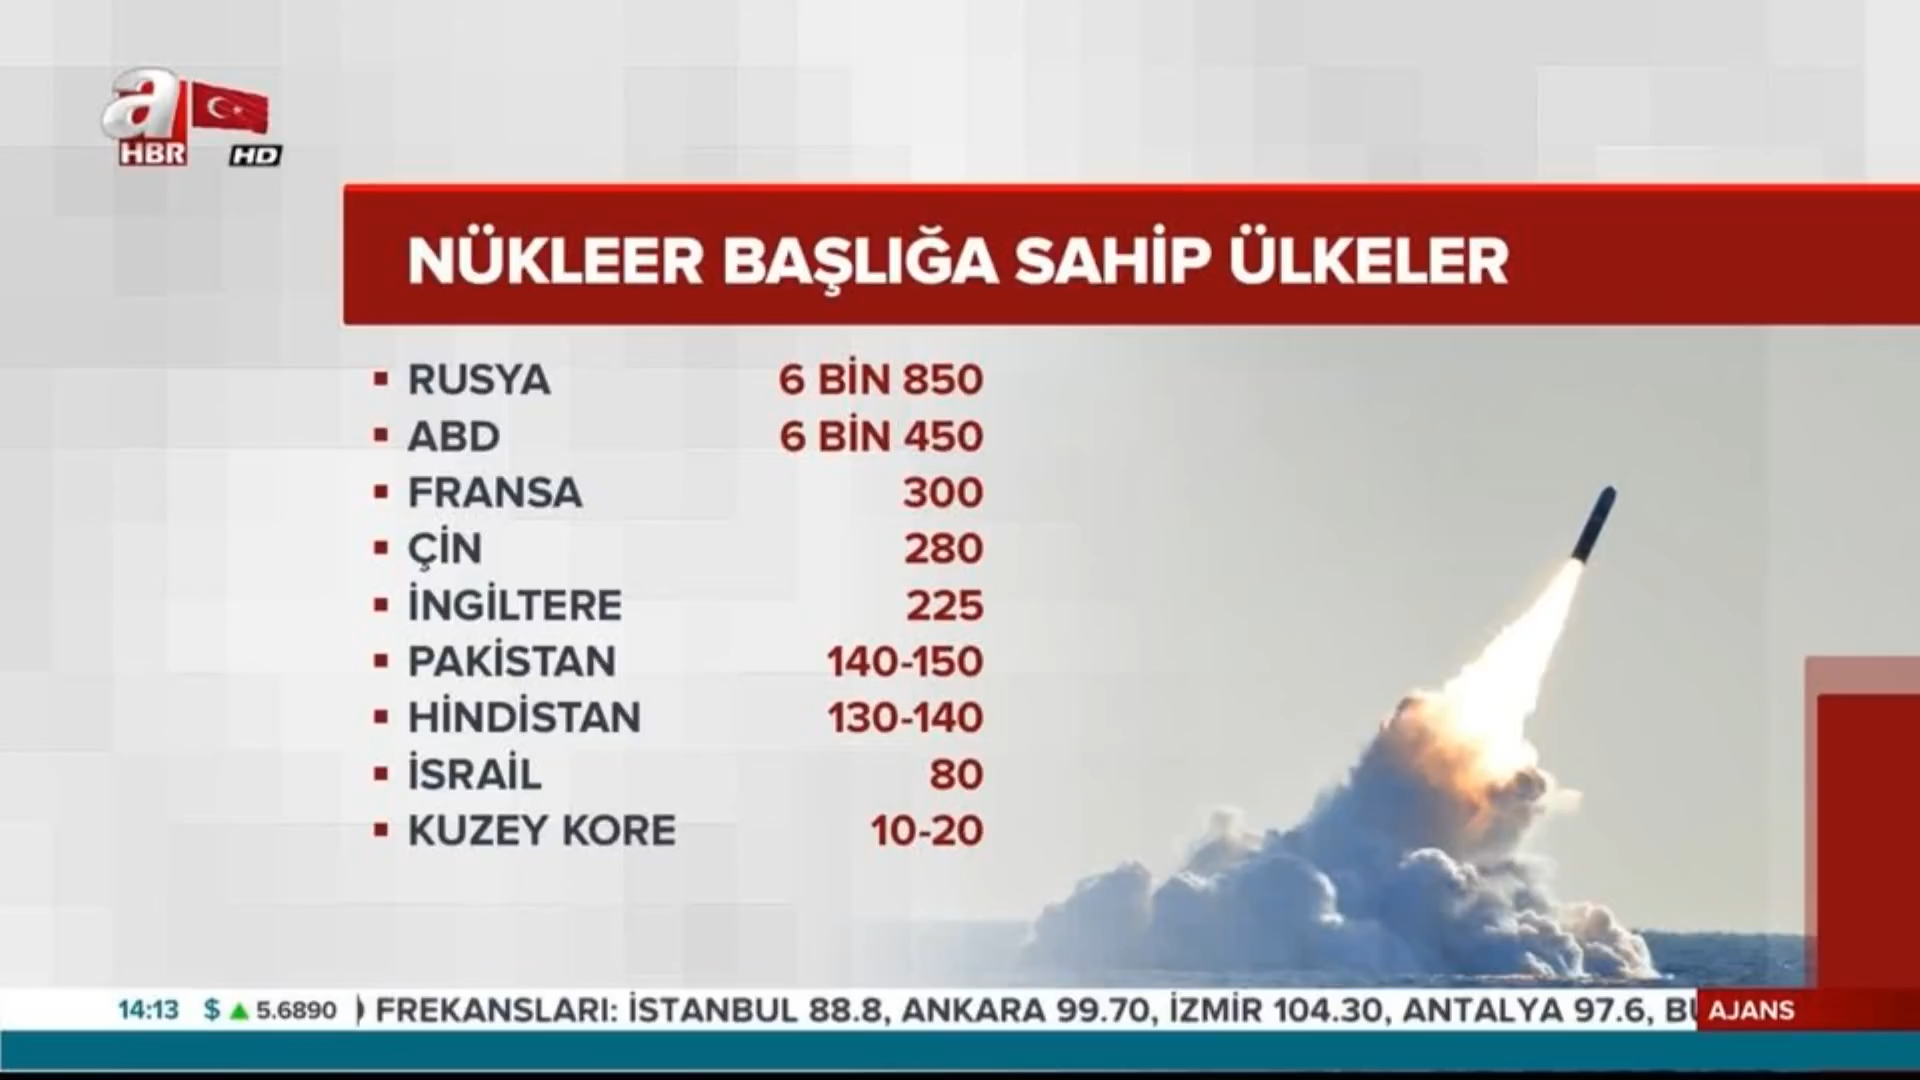 a
HBR
HD
NÜKLEER BAŞLIĞA SAHİP ÜLKELER
▪ RUSYA 6 BİN 850
▪ ABD 6 BİN 450
▪ FRANSA 300
▪ ÇİN 280
▪ İNGİLTERE 225
▪ PAKİSTAN 140-150
▪ HİNDİSTAN 130-140
▪ İSRAİL 80
▪ KUZEY KORE 10-20
14:13 $ ▲ 5.6890 ) FREKANSLARI: İSTANBUL 88.8, ANKARA 99.70, İZMİR 104.30, ANTALYA 97.6, AJANS